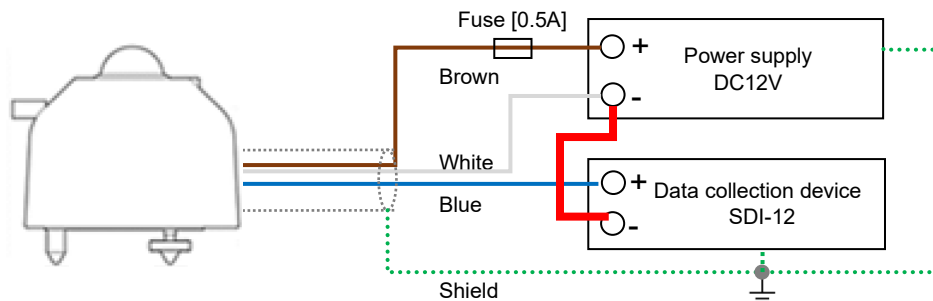 Fuse [0.5A]
+
Power supply
DC12V
Brown
-
White
+
Data collection device
SDI-12
Blue
-
Shield